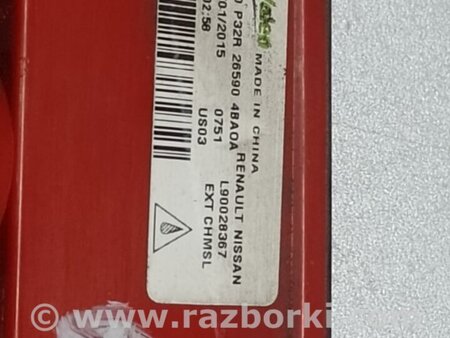 Valeo MADE IN CHINA
P32R 26590 4BA0A RENAULT NISSAN
01/2015 0751 L90028367
02:58 US03 EXT CHMSL
© www.razborki